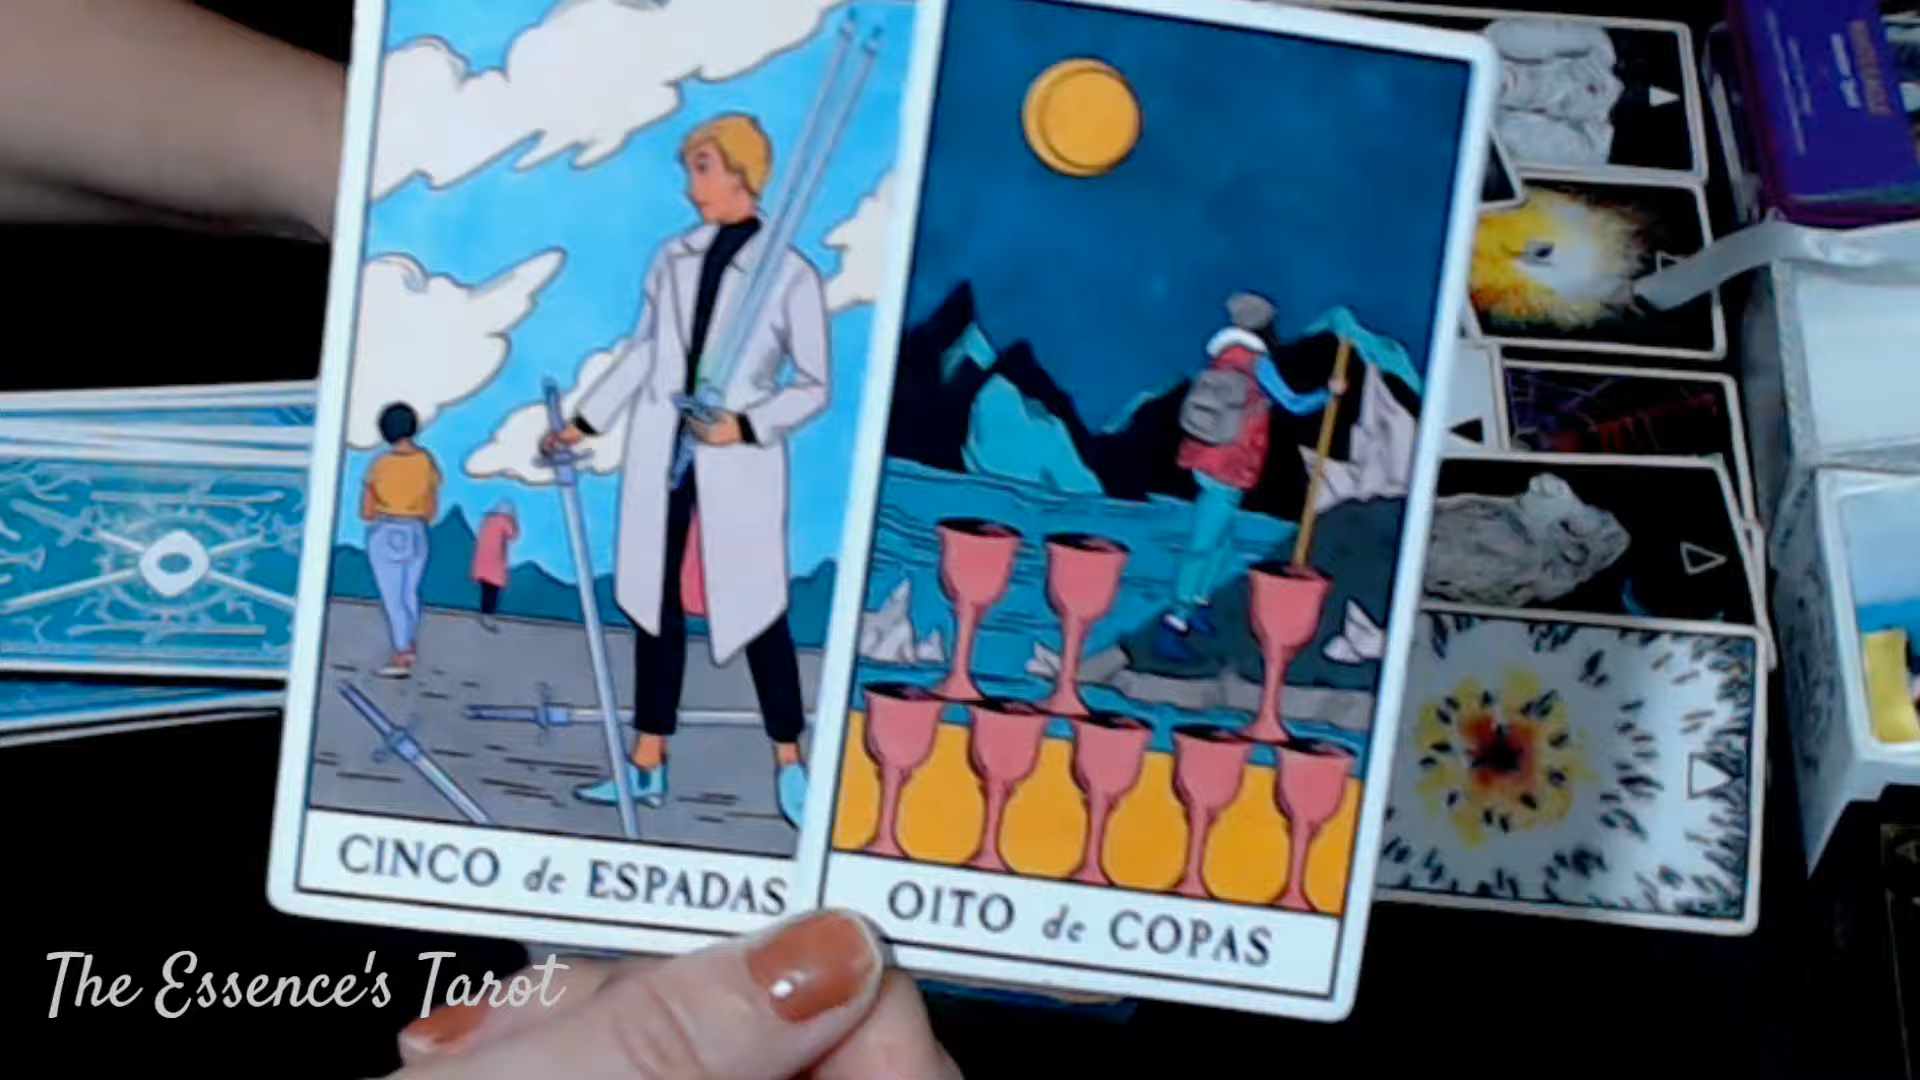 CINCO de ESPADAS
OITO de COPAS
The Essence's Tarot